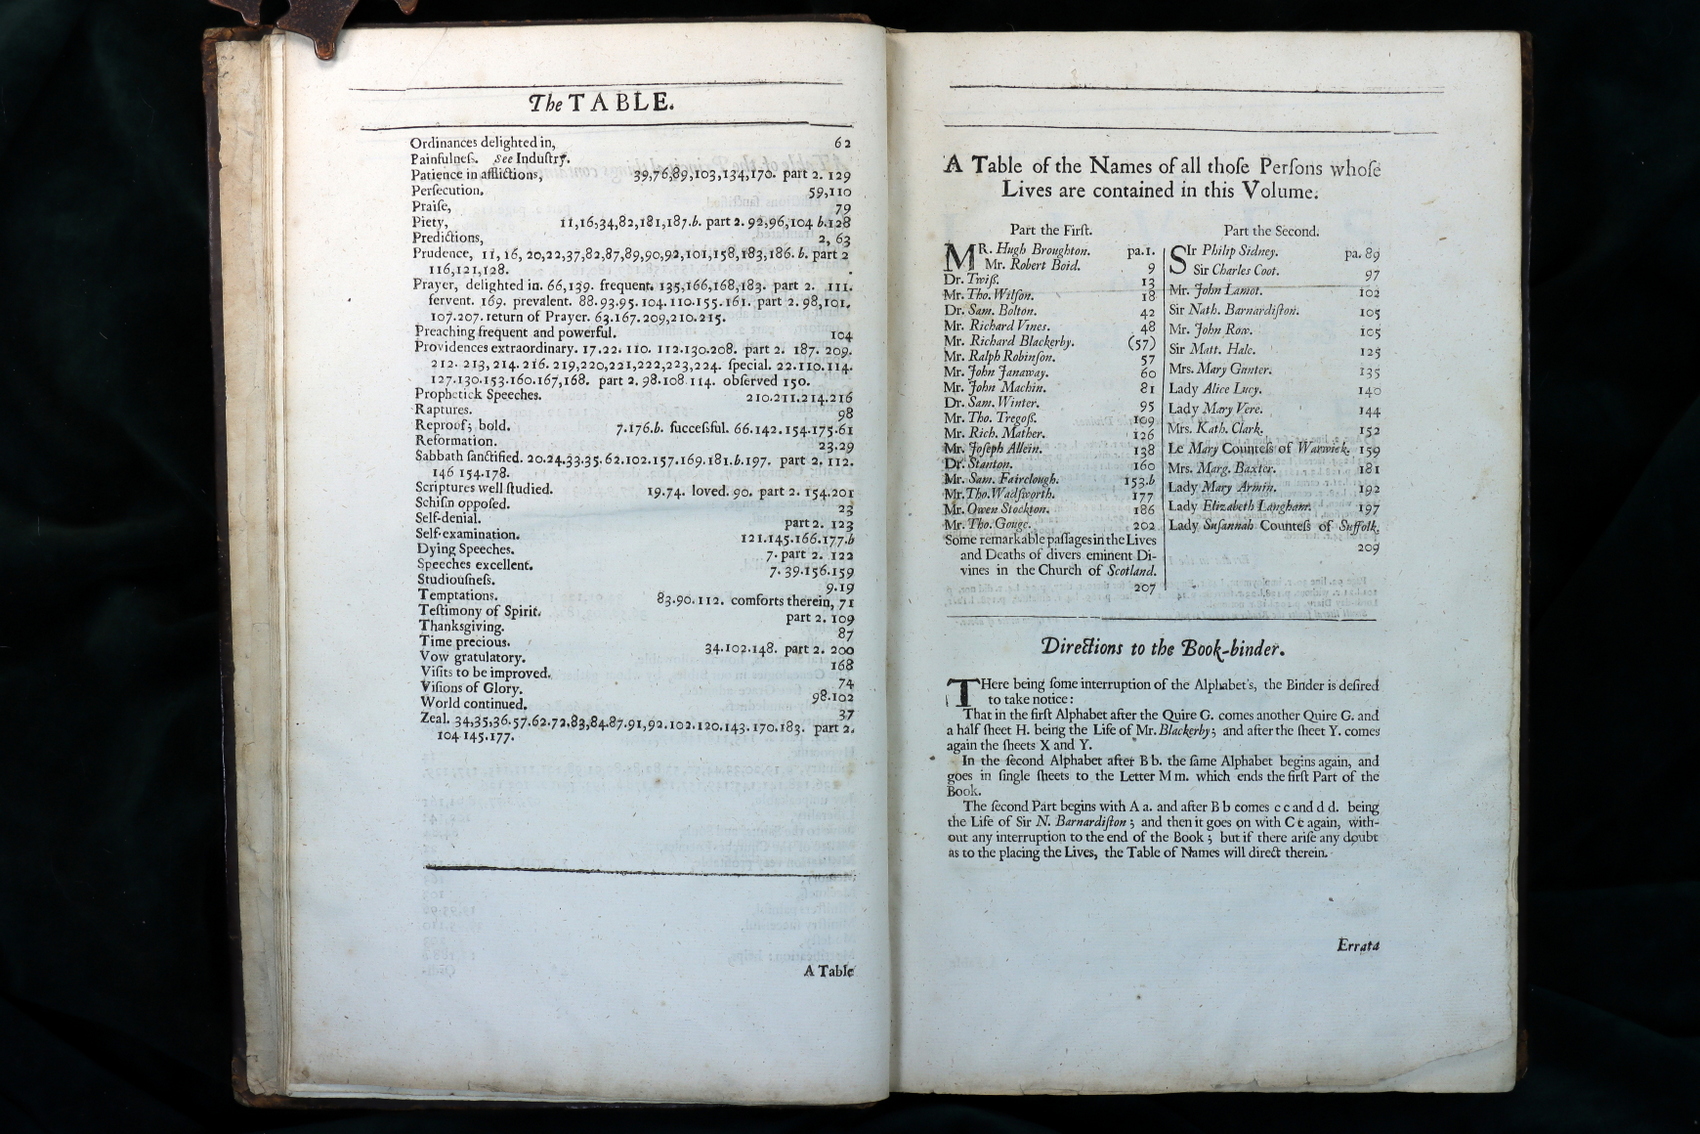 The TABLE.
Ordinances delighted in, 62
Painfulneſs. See Induſtry.
Patience in afflictions, 39,76,89,103,134,170. part 2. 129
Perſecution, 59,110
Praiſe, 79
Piety, 11,16,34,82,181,187.b. part 2. 92,96,104 b.128
Predictions, 2, 63
Prudence, 11, 16, 20,22,37,82,87,89,90,92,101,158,183,186. b. part 2
116,121,128.
Prayer, delighted in. 66,139. frequent. 135,166,168,183. part 2. 111.
fervent. 169. prevalent. 88.93.95.104.110.155.161. part 2. 98,101.
107.207. return of Prayer. 63.167.209,210.215.
Preaching frequent and powerful. 104
Providences extraordinary. 17.22. 110. 112.130.208. part 2. 187. 209.
212. 213, 214. 216. 219,220,221,222,223,224. ſpecial. 22.110.114.
127.130.153.160.167,168. part 2. 98.108 114. obſerved 150.
Prophetick Speeches. 210.211.214.216
Raptures. 98
Reproof; bold. 7.176.b. ſucceſsful. 66.142.154.175.61
Reformation. 23.29
Sabbath ſanctified. 20.24.33.35.62.102.157.169.181.b.197. part 2. 112.
146 154.178.
Scriptures well ſtudied. 19.74. loved. 90. part 2. 154.201
Schiſm oppoſed. 23
Self-denial. part 2. 123
Self-examination. 121.145.166.177.b
Dying Speeches. 7. part 2. 122
Speeches excellent. 7. 39.156.159
Studiouſneſs. 9.19
Temptations. 83.90.112. comforts therein, 71
Teſtimony of Spirit. part 2. 109
Thanksgiving. 87
Time precious. 34.102.148. part 2. 200
Vow gratulatory. 168
Viſits to be improved. 74
Viſions of Glory. 98.102
World continued. 37
Zeal. 34,35,36.57.62.72.83,84.87.91,92.102.120.143.170.183. part 2.
104 145.177.
A Table
A Table of the Names of all thoſe Perſons whoſe
Lives are contained in this Volume.
Part the Firſt.
MR. Hugh Broughton. pa.1.
Mr. Robert Boid. 9
Dr. Twiſs. 13
Mr. Tho. Wilſon. 18
Dr. Sam. Bolton. 42
Mr. Richard Vines. 48
Mr. Richard Blackerby. (57)
Mr. Ralph Robinſon. 57
Mr. John Janaway. 60
Mr. John Machin. 81
Dr. Sam. Winter. 95
Mr. Tho. Tregoſs. 109
Mr. Rich. Mather. 126
Mr. Joſeph Allein. 138
Dr. Stanton. 160
Mr. Sam. Fairclough. 153.b
Mr. Tho. Wadſworth. 177
Mr. Owen Stockton. 186
Mr. Tho. Gouge. 202
Some remarkable paſſages in the Lives
and Deaths of divers eminent Di-
vines in the Church of Scotland.
207
Part the Second.
SIr Philip Sidney. pa. 89
Sir Charles Coot. 97
Mr. John Lamot. 102
Sir Nath. Barnardiſton. 105
Mr. John Row. 105
Sir Matt. Hale. 125
Mrs. Mary Gunter. 135
Lady Alice Lucy. 140
Lady Mary Vere. 144
Mrs. Kath. Clark. 152
Le Mary Counteſs of Warwick. 159
Mrs. Marg. Baxter. 181
Lady Mary Armin. 192
Lady Elizabeth Langham. 197
Lady Suſannah Counteſs of Suffolk.
209
Directions to the Book-binder.
THere being ſome interruption of the Alphabet's, the Binder is deſired
to take notice :
That in the firſt Alphabet after the Quire G. comes another Quire G. and
a half ſheet H. being the Life of Mr. Blackerby; and after the ſheet Y. comes
again the ſheets X and Y.
In the ſecond Alphabet after B b. the ſame Alphabet begins again, and
goes in ſingle ſheets to the Letter M m. which ends the firſt Part of the
Book.
The ſecond Part begins with A a. and after B b comes c c and d d. being
the Life of Sir N. Barnardiſton ; and then it goes on with C c again, with-
out any interruption to the end of the Book ; but if there ariſe any doubt
as to the placing the Lives, the Table of Names will direct therein.
Errata